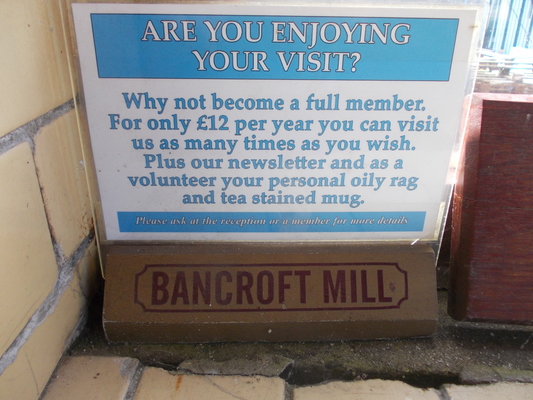 ARE YOU ENJOYING
YOUR VISIT?
Why not become a full member.
For only £12 per year you can visit
us as many times as you wish.
Plus our newsletter and as a
volunteer your personal oily rag
and tea stained mug.
Please ask at the reception or a member for more details
BANCROFT MILL